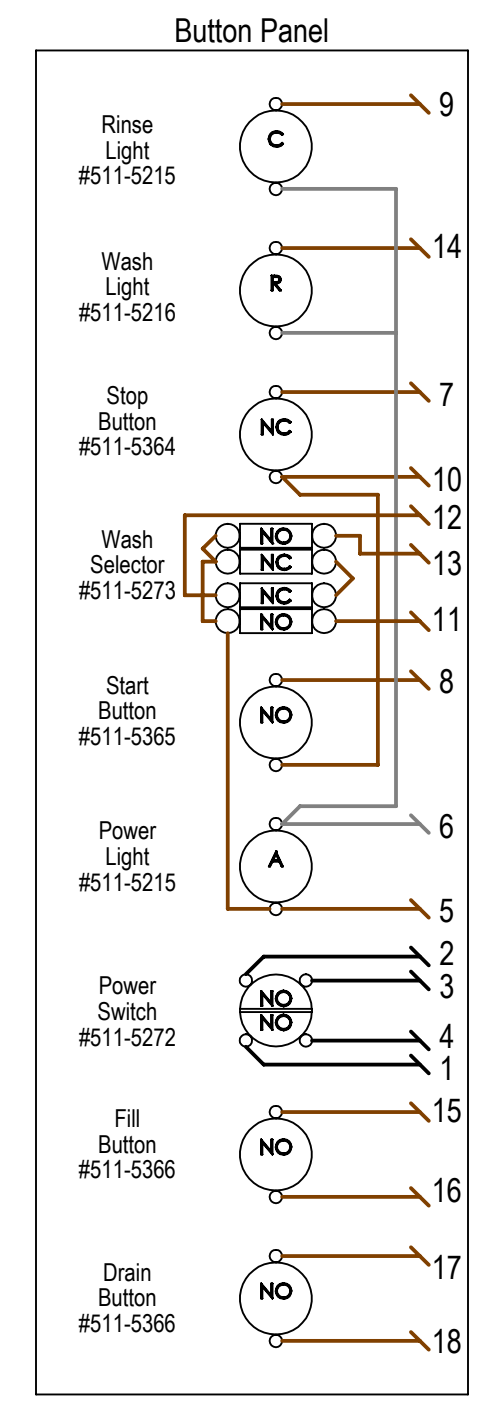 Button Panel
Rinse
Light
#511-5215
C
9
Wash
Light
#511-5216
R
14
Stop
Button
#511-5364
NC
7
10
12
Wash
Selector
#511-5273
NO
NC
NC
NO
13
11
Start
Button
#511-5365
NO
8
Power
Light
#511-5215
A
6
5
Power
Switch
#511-5272
NO
NO
2
3
4
1
Fill
Button
#511-5366
NO
15
16
Drain
Button
#511-5366
NO
17
18